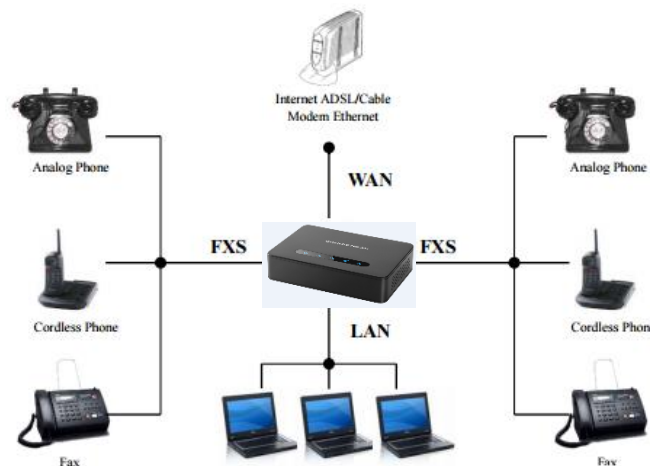 Internet ADSL/Cable
Modem Ethernet
Analog Phone
Analog Phone
WAN
FXS
FXS
Cordless Phone
Cordless Phon
LAN
Fax
Fax